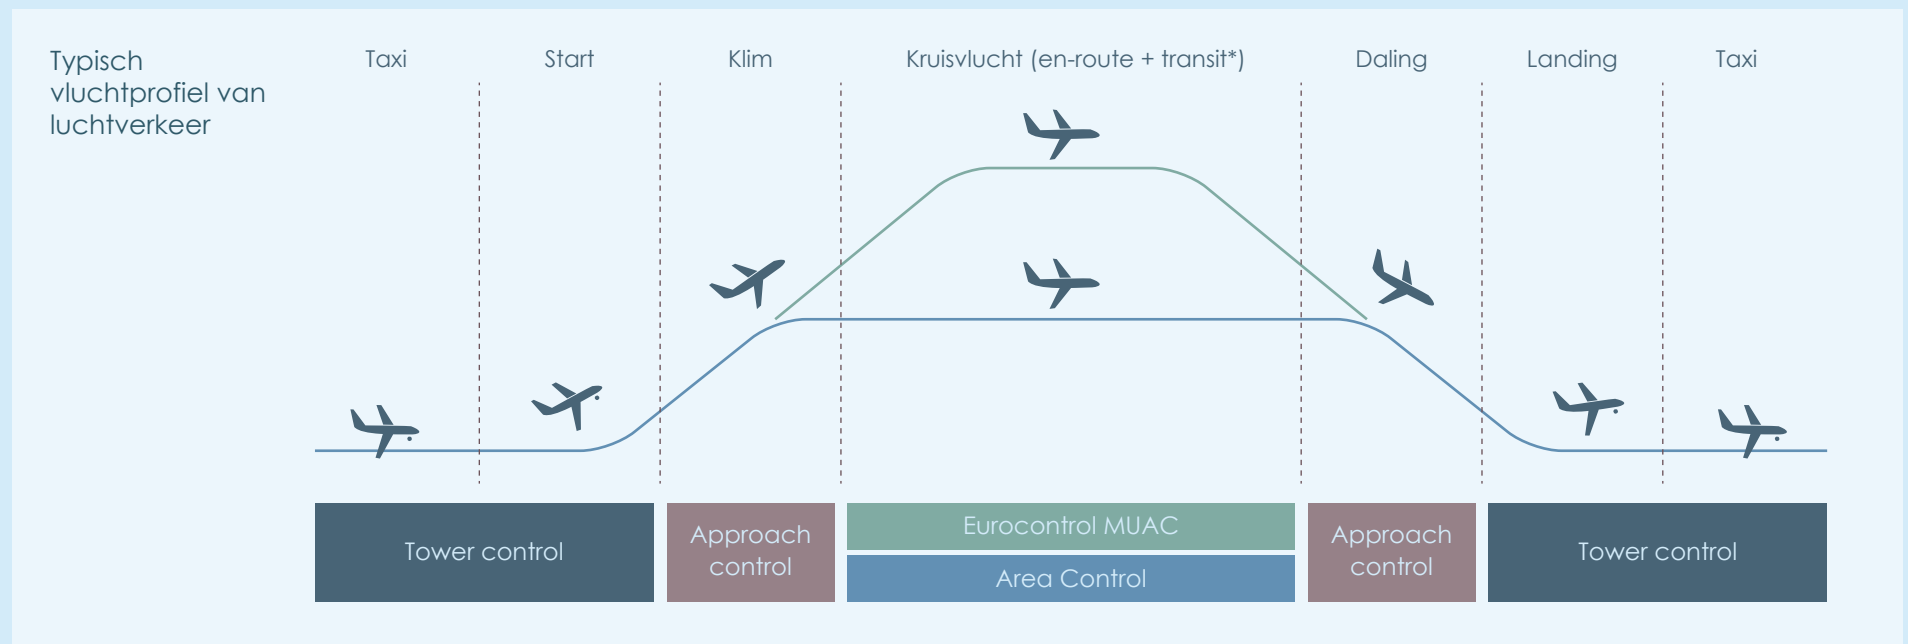 Typisch
vluchtprofiel van
luchtverkeer
Taxi
Start
Klim
Kruisvlucht (en-route + transit*)
Daling
Landing
Taxi
Tower control
Approach
control
Eurocontrol MUAC
Area Control
Approach
control
Tower control